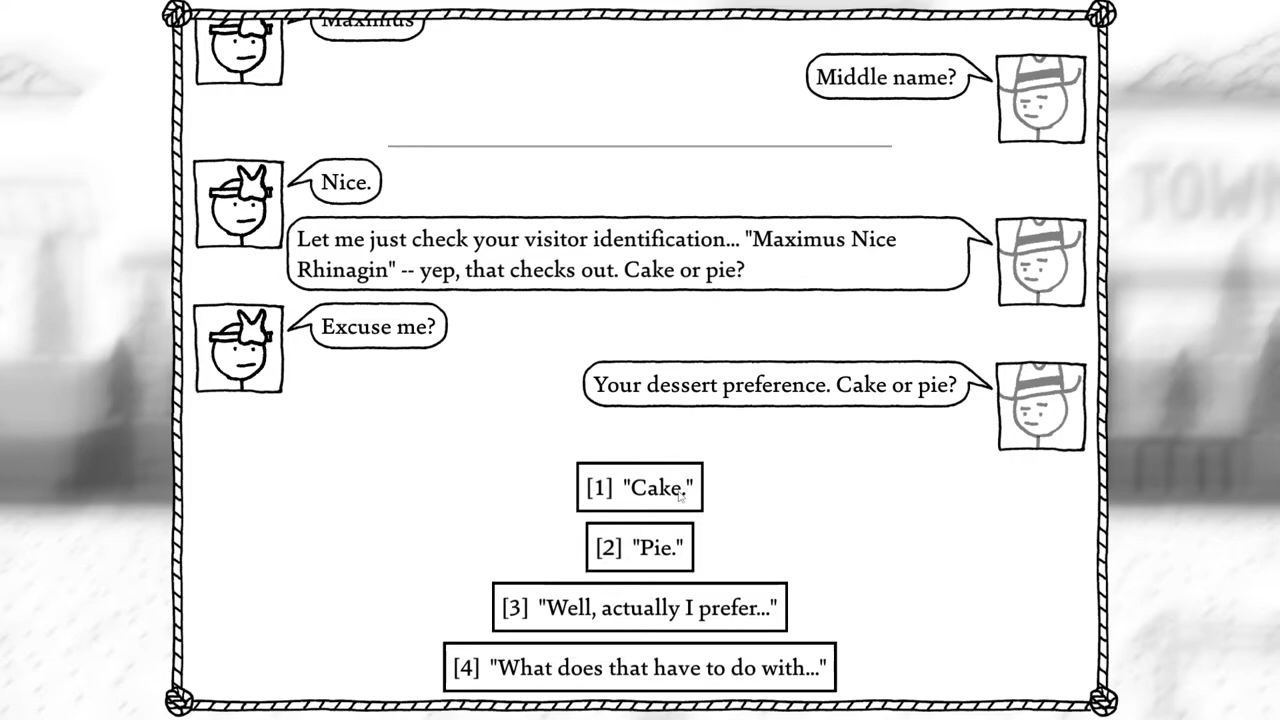 Maximus
Middle name?
Nice.
Let me just check your visitor identification... "Maximus Nice
Rhinagin" -- yep, that checks out. Cake or pie?
Excuse me?
Your dessert preference. Cake or pie?
[1] "Cake."
[2] "Pie."
[3] "Well, actually I prefer..."
[4] "What does that have to do with..."
TOWN